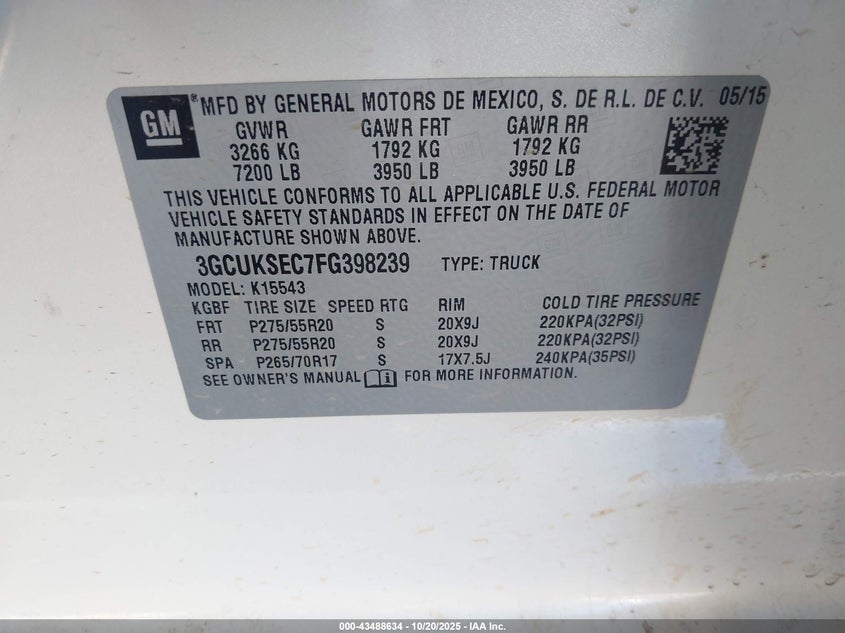 GM
® MFD BY GENERAL MOTORS DE MEXICO, S. DE R.L. DE C.V. 05/15
GVWR GAWR FRT GAWR RR
3266 KG 1792 KG 1792 KG
7200 LB 3950 LB 3950 LB
THIS VEHICLE CONFORMS TO ALL APPLICABLE U.S. FEDERAL MOTOR
VEHICLE SAFETY STANDARDS IN EFFECT ON THE DATE OF
MANUFACTURE SHOWN ABOVE.
3GCUKSEC7FG398239 TYPE: TRUCK
MODEL: K15543
KGBF TIRE SIZE SPEED RTG RIM COLD TIRE PRESSURE
FRT P275/55R20 S 20X9J 220KPA(32PSI)
RR P275/55R20 S 20X9J 220KPA(32PSI)
SPA P265/70R17 S 17X7.5J 240KPA(35PSI)
SEE OWNER'S MANUAL FOR MORE INFORMATION.
000-43488634 | 10/20/2025 - IAA Inc.